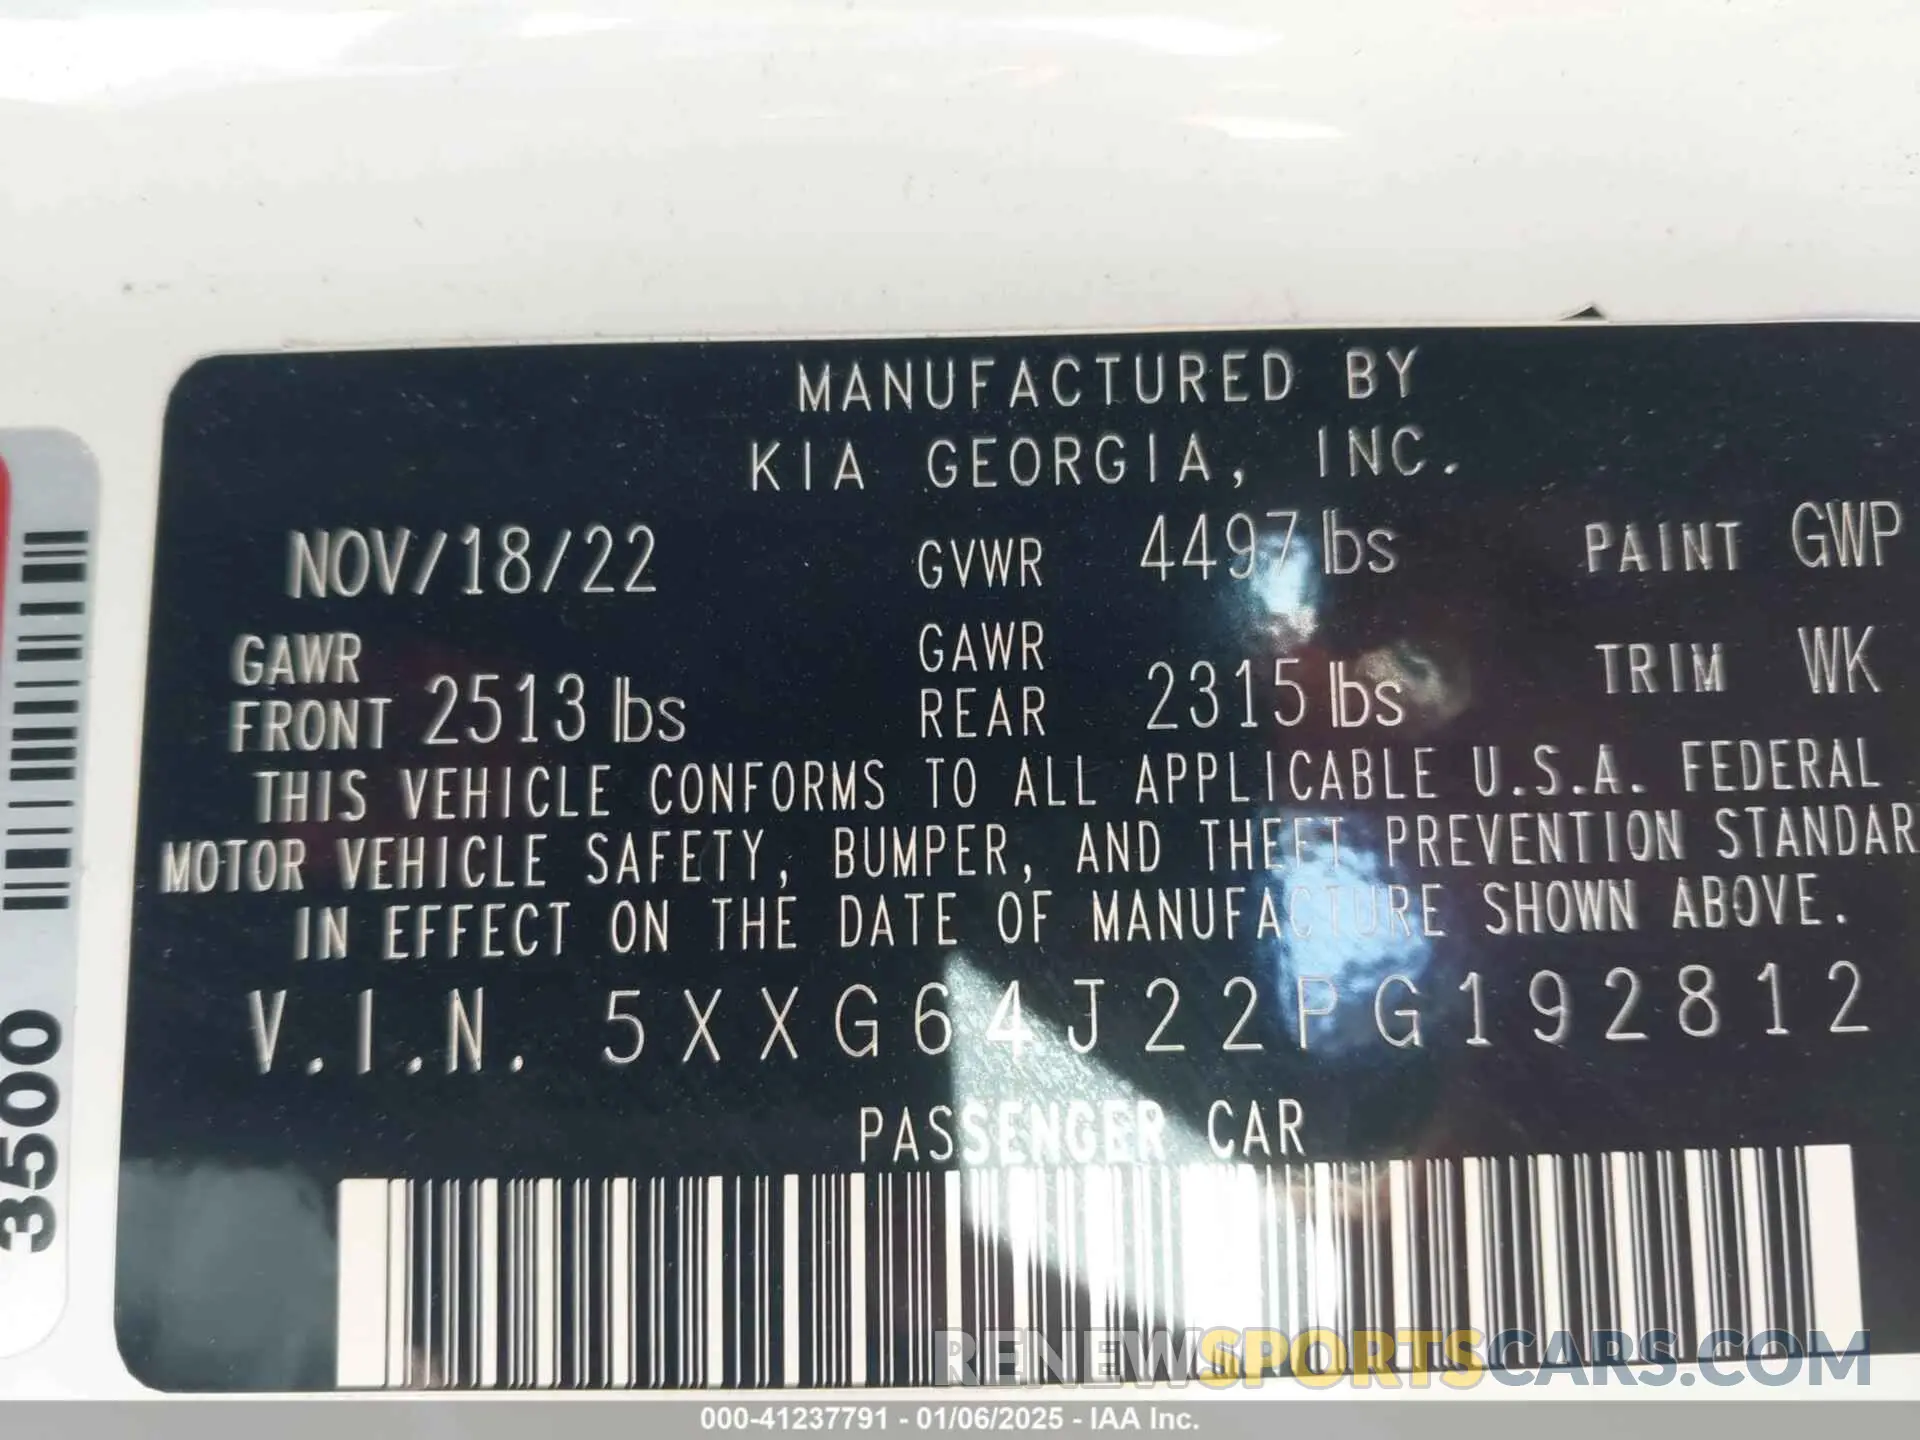 MANUFACTURED BY
KIA GEORGIA, INC.
NOV/18/22 GVWR 4497 lbs PAINT GWP
GAWR FRONT 2513 lbs GAWR REAR 2315 lbs TRIM WK
THIS VEHICLE CONFORMS TO ALL APPLICABLE U.S.A. FEDERAL
MOTOR VEHICLE SAFETY, BUMPER, AND THEFT PREVENTION STANDAR
IN EFFECT ON THE DATE OF MANUFACTURE SHOWN ABOVE.
V.I.N. 5XXG64J22PG192812
PASSENGER CAR
3500
RENEWSPORTSCARS.COM
000-41237791 - 01/06/2025 - IAA Inc.